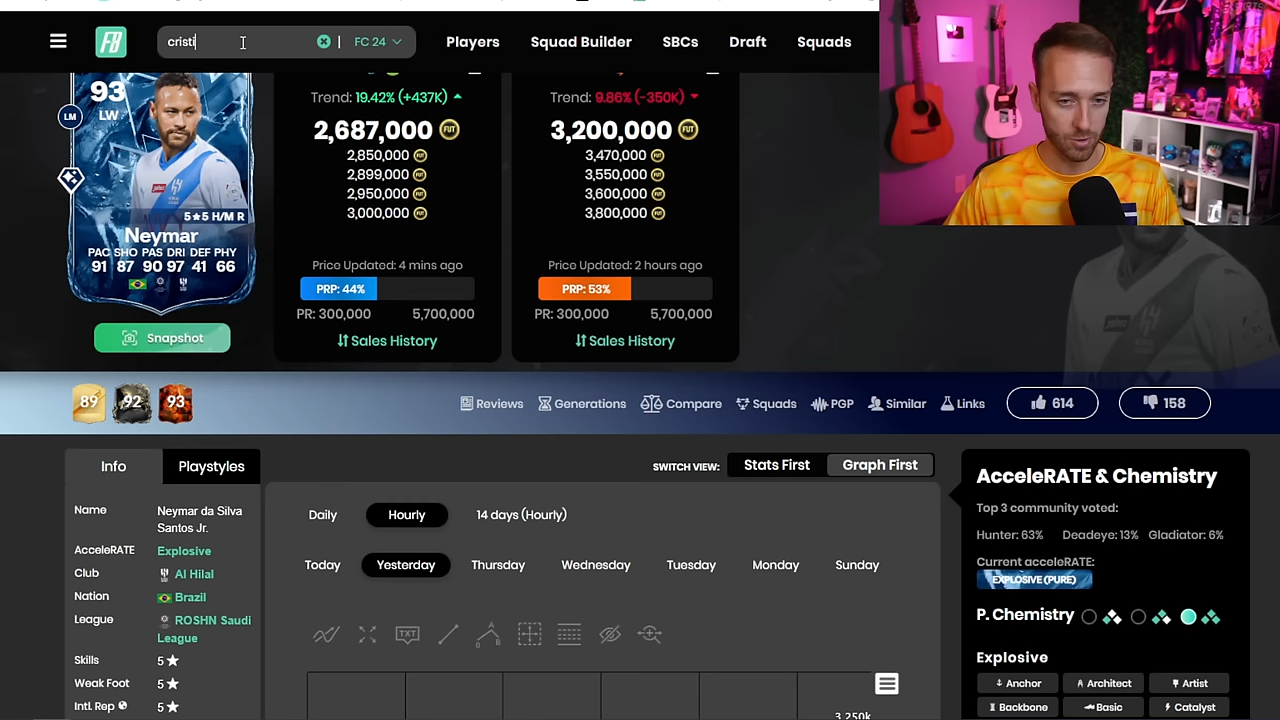 FB
cristi
FC 24
Players
Squad Builder
SBCs
Draft
Squads
93
LW
LM
5★5 H/M R
Neymar
PAC SHO PAS DRI DEF PHY
91 87 90 97 41 66
Snapshot
Trend: 19.42% (+437K)
2,687,000
2,850,000
2,899,000
2,950,000
3,000,000
Price Updated: 4 mins ago
PRP: 44%
PR: 300,000 5,700,000
Sales History
Trend: 9.86% (-350K)
3,200,000
3,470,000
3,550,000
3,600,000
3,800,000
Price Updated: 2 hours ago
PRP: 53%
PR: 300,000 5,700,000
Sales History
89
92
93
Reviews
Generations
Compare
Squads
PGP
Similar
Links
614
158
Info
Playstyles
Name Neymar da Silva
Santos Jr.
AcceleRATE Explosive
Club Al Hilal
Nation Brazil
League ROSHN Saudi
League
Skills 5★
Weak Foot 5★
Intl. Rep 5★
SWITCH VIEW:
Stats First
Graph First
Daily
Hourly
14 days (Hourly)
Today
Yesterday
Thursday
Wednesday
Tuesday
Monday
Sunday
TXT
3,250k
AcceleRATE & Chemistry
Top 3 community voted:
Hunter: 63% Deadeye: 13% Gladiator: 6%
Current acceleRATE:
EXPLOSIVE (PURE)
P. Chemistry
Explosive
Anchor
Architect
Artist
Backbone
Basic
Catalyst